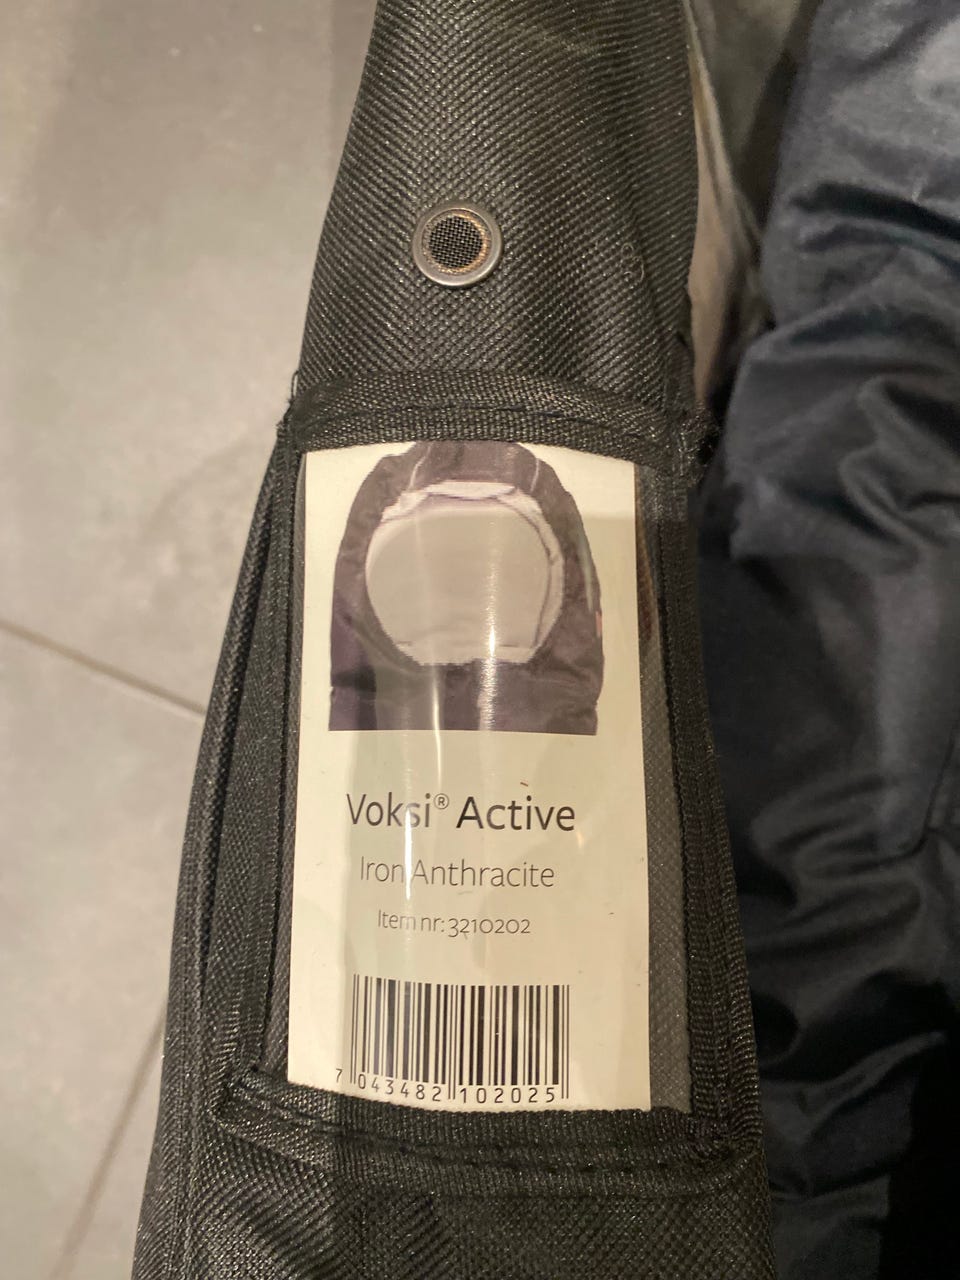 Voksi® Active
Iron Anthracite
Item nr: 3210202
7 043482 102025